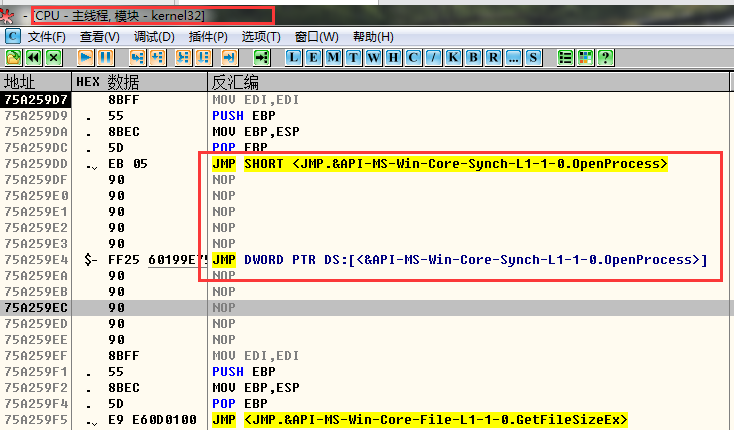 - [CPU - 主线程, 模块 - kernel32]
C 文件(F) 查看(V) 调试(D) 插件(P) 选项(T) 窗口(W) 帮助(H)
L E M T W H C / K B R ... S ?
地址 HEX 数据 反汇编
75A259D7 8BFF MOV EDI,EDI
75A259D9 . 55 PUSH EBP
75A259DA . 8BEC MOV EBP,ESP
75A259DC . 5D POP EBP
75A259DD . EB 05 JMP SHORT <JMP.&API-MS-Win-Core-Synch-L1-1-0.OpenProcess>
75A259DF 90 NOP
75A259E0 90 NOP
75A259E1 90 NOP
75A259E2 90 NOP
75A259E3 90 NOP
75A259E4 $- FF25 60199E75 JMP DWORD PTR DS:[<&API-MS-Win-Core-Synch-L1-1-0.OpenProcess>]
75A259EA 90 NOP
75A259EB 90 NOP
75A259EC 90 NOP
75A259ED 90 NOP
75A259EE 90 NOP
75A259EF 8BFF MOV EDI,EDI
75A259F1 . 55 PUSH EBP
75A259F2 . 8BEC MOV EBP,ESP
75A259F4 . 5D POP EBP
75A259F5 . E9 E60D0100 JMP <JMP.&API-MS-Win-Core-File-L1-1-0.GetFileSizeEx>